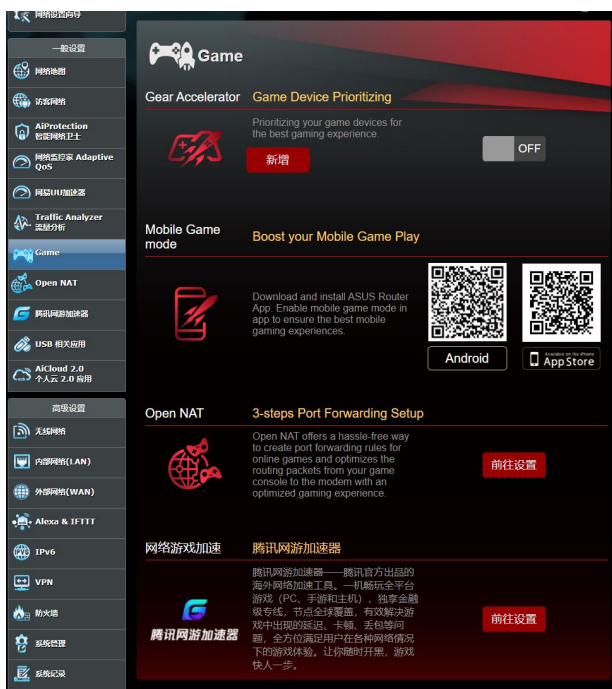 网络设置向导
一般设置
网络地图
访客网络
AiProtection
智能网络卫士
网络监控家 Adaptive
QoS
网易UU加速器
Traffic Analyzer
流量分析
Game
Open NAT
腾讯网游加速器
USB 相关应用
AiCloud 2.0
个人云 2.0 应用
高级设置
无线网络
内部网络(LAN)
外部网络(WAN)
Alexa & IFTTT
IPv6
VPN
防火墙
系统管理
系统记录
Game
Gear Accelerator
Game Device Prioritizing
Prioritizing your game devices for
the best gaming experience.
新增
OFF
Mobile Game
mode
Boost your Mobile Game Play
Download and install ASUS Router
App. Enable mobile game mode in
app to ensure the best mobile
gaming experiences.
Android
Available on the iPhone
App Store
Open NAT
3-steps Port Forwarding Setup
Open NAT offers a hassle-free way
to create port forwarding rules for
online games and optimizes the
routing packets from your game
console to the modem with an
optimized gaming experience.
前往设置
网络游戏加速
腾讯网游加速器
腾讯网游加速器
腾讯网游加速器——腾讯官方出品的
海外网络加速工具。一机畅玩全平台
游戏（PC、手游和主机），独享金融
级专线，节点全球覆盖，有效解决游
戏中出现的延迟、卡顿、丢包等问
题，全方位满足用户在各种网络情况
下的游戏体验。让你随时开黑，游戏
快人一步。
前往设置